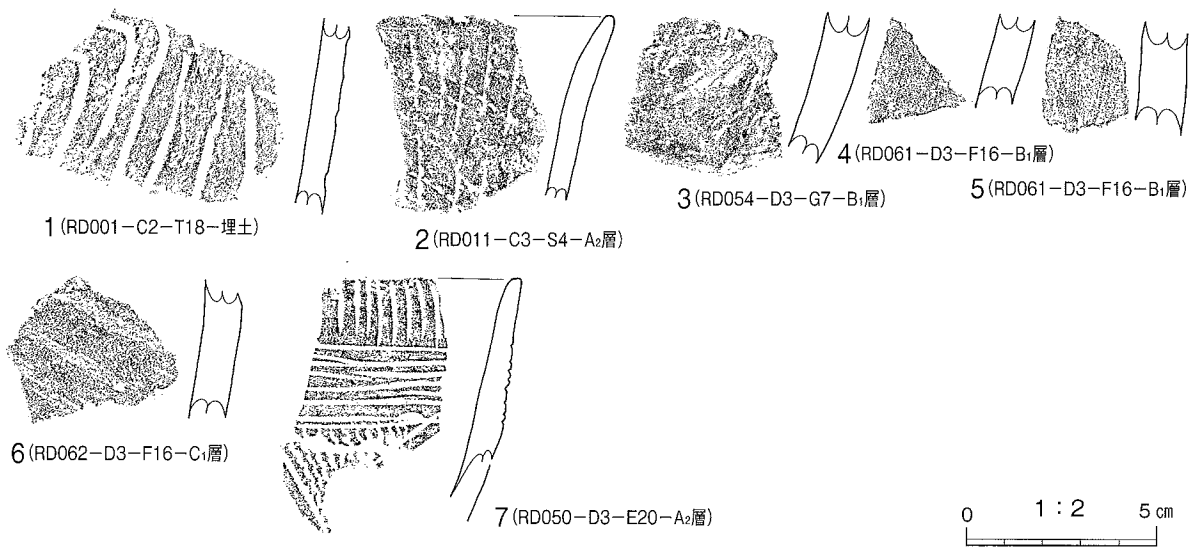 1(RD001-C2-T18-埋土)
2(RD011-C3-S4-A₂層)
3(RD054-D3-G7-B₁層)
4(RD061-D3-F16-B₁層)
5(RD061-D3-F16-B₁層)
6(RD062-D3-F16-C₁層)
7(RD050-D3-E20-A₂層)
0 1:2 5cm